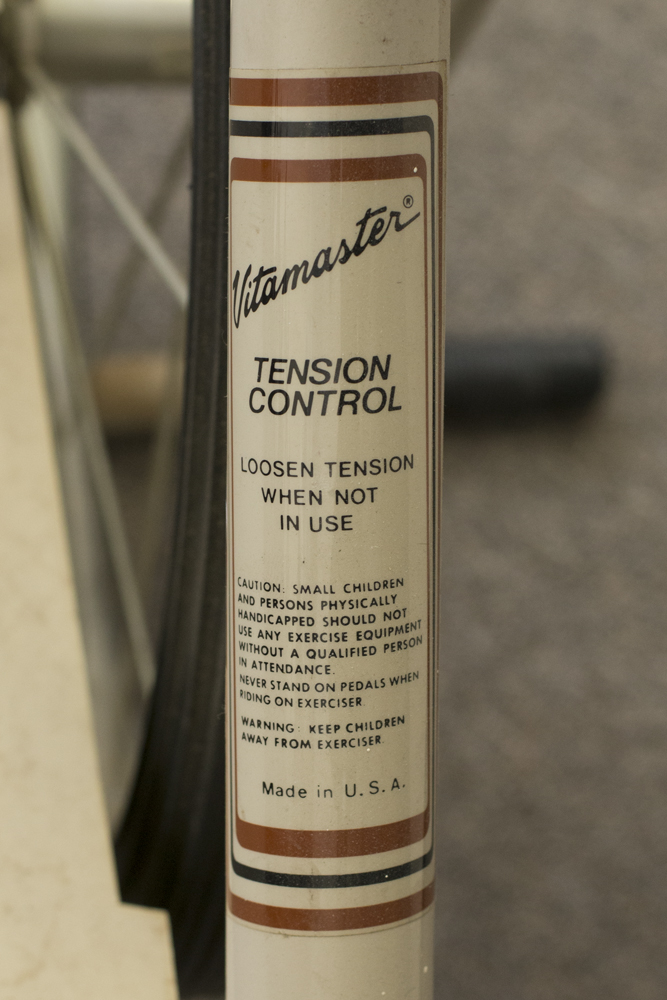 Vitamaster®
TENSION
CONTROL
LOOSEN TENSION
WHEN NOT
IN USE
CAUTION: SMALL CHILDREN
AND PERSONS PHYSICALLY
HANDICAPPED SHOULD NOT
USE ANY EXERCISE EQUIPMENT
WITHOUT A QUALIFIED PERSON
IN ATTENDANCE.
NEVER STAND ON PEDALS WHEN
RIDING ON EXERCISER.
WARNING: KEEP CHILDREN
AWAY FROM EXERCISER.
Made in U.S.A.